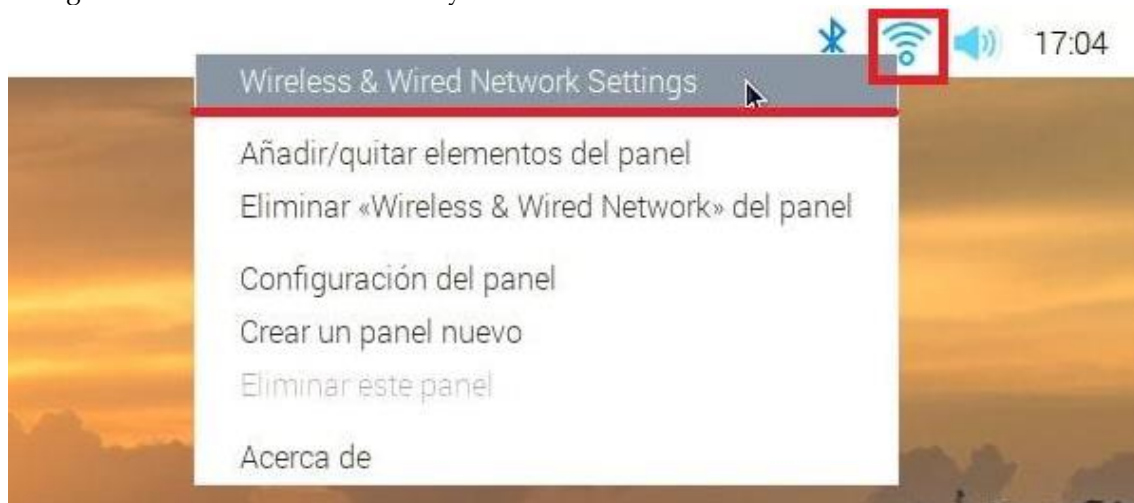 17:04
Wireless & Wired Network Settings
Añadir/quitar elementos del panel
Eliminar «Wireless & Wired Network» del panel
Configuración del panel
Crear un panel nuevo
Eliminar este panel
Acerca de